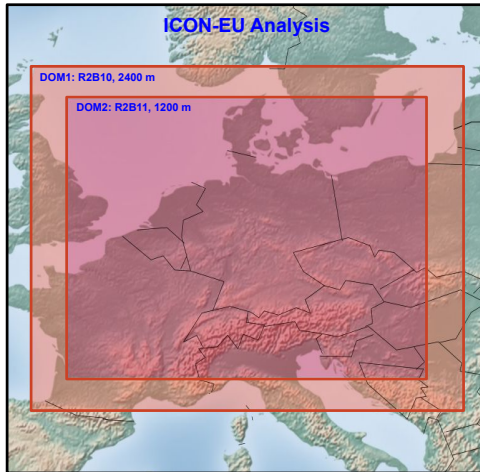 ICON-EU Analysis
DOM1: R2B10, 2400 m
DOM2: R2B11, 1200 m